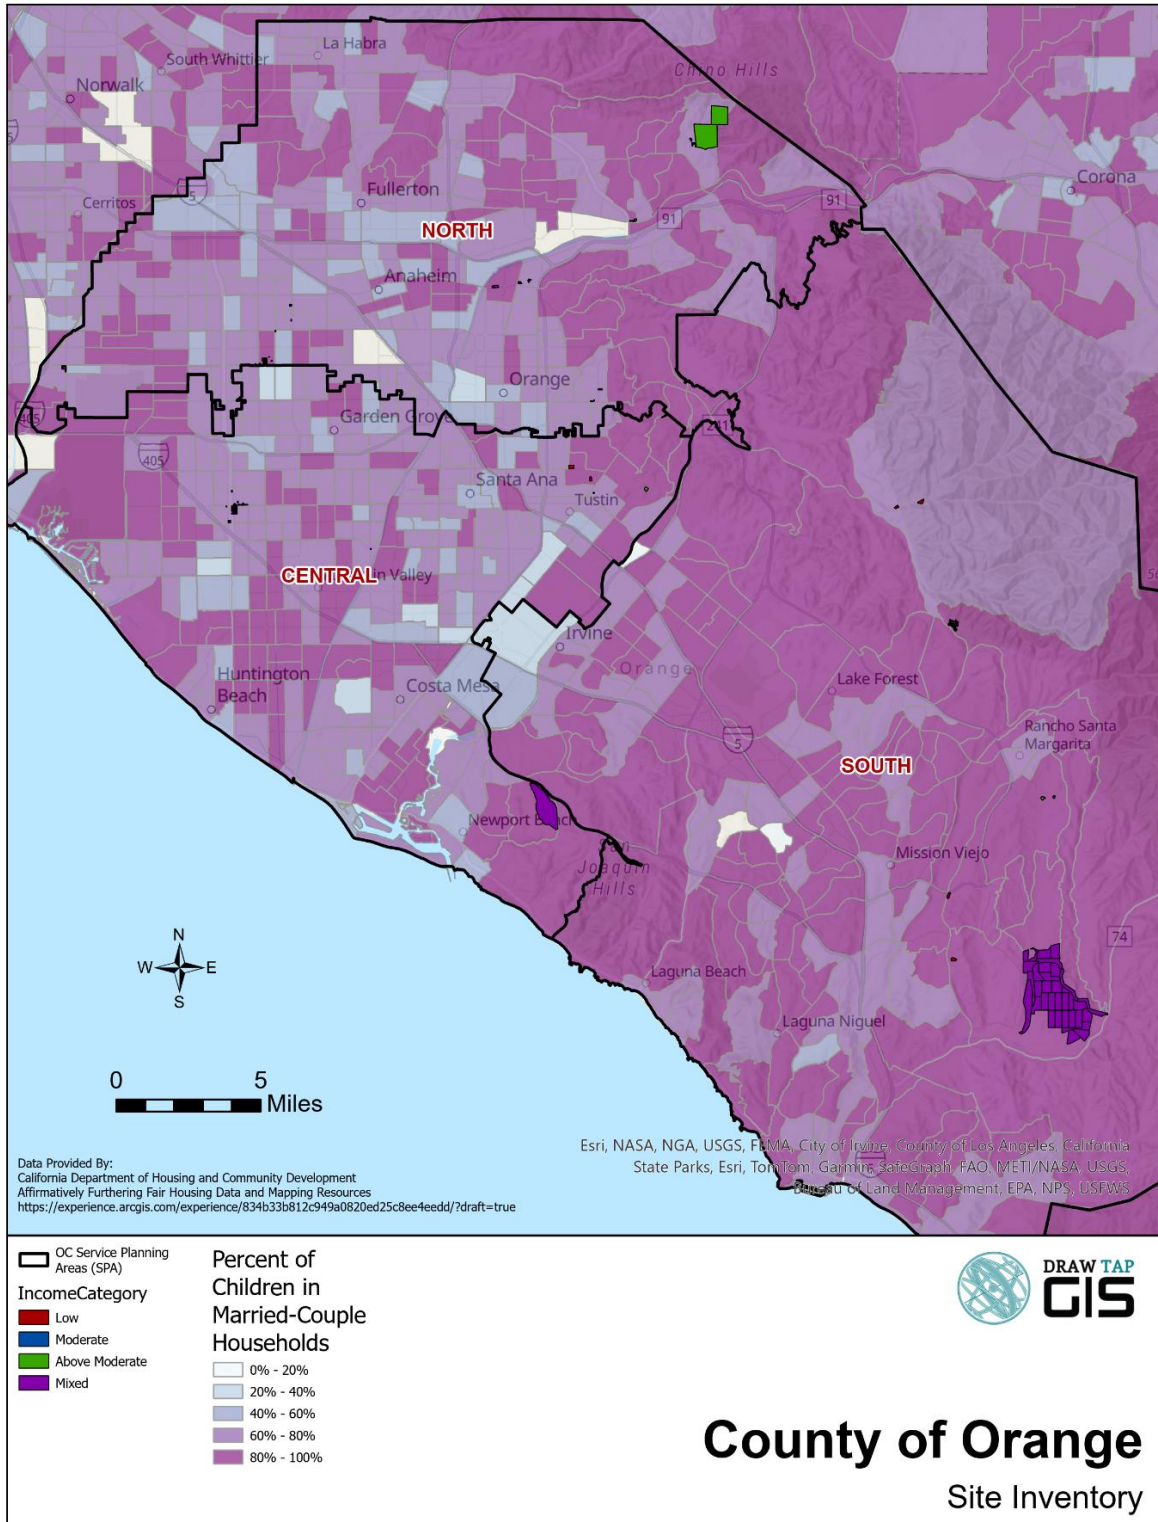 Chino Hills
La Habra
South Whittier
Norwalk
5
Cerritos
5
Fullerton
NORTH
91
91
Corona
Anaheim
Orange
405
Garden Grove
241
405
Santa Ana
Tustin
CENTRAL
in Valley
Irvine
Orange
Huntington
Beach
Costa Mesa
Lake Forest
5
Rancho Santa
Margarita
SOUTH
Newport Beach
Mission Viejo
San
Joaquin
Hills
74
Laguna Beach
Laguna Niguel
N
W
E
S
0
5
Miles
Esri, NASA, NGA, USGS, FEMA, City of Irvine, County of Los Angeles, California
State Parks, Esri, TomTom, Garmin, SafeGraph, FAO, METI/NASA, USGS,
Bureau of Land Management, EPA, NPS, USFWS
Data Provided By:
California Department of Housing and Community Development
Affirmatively Furthering Fair Housing Data and Mapping Resources
https://experience.arcgis.com/experience/834b33b812c949a0820ed25c8ee4eedd/?draft=true
OC Service Planning
Areas (SPA)
IncomeCategory
Low
Moderate
Above Moderate
Mixed
Percent of
Children in
Married-Couple
Households
0% - 20%
20% - 40%
40% - 60%
60% - 80%
80% - 100%
DRAW TAP
GIS
County of Orange
Site Inventory